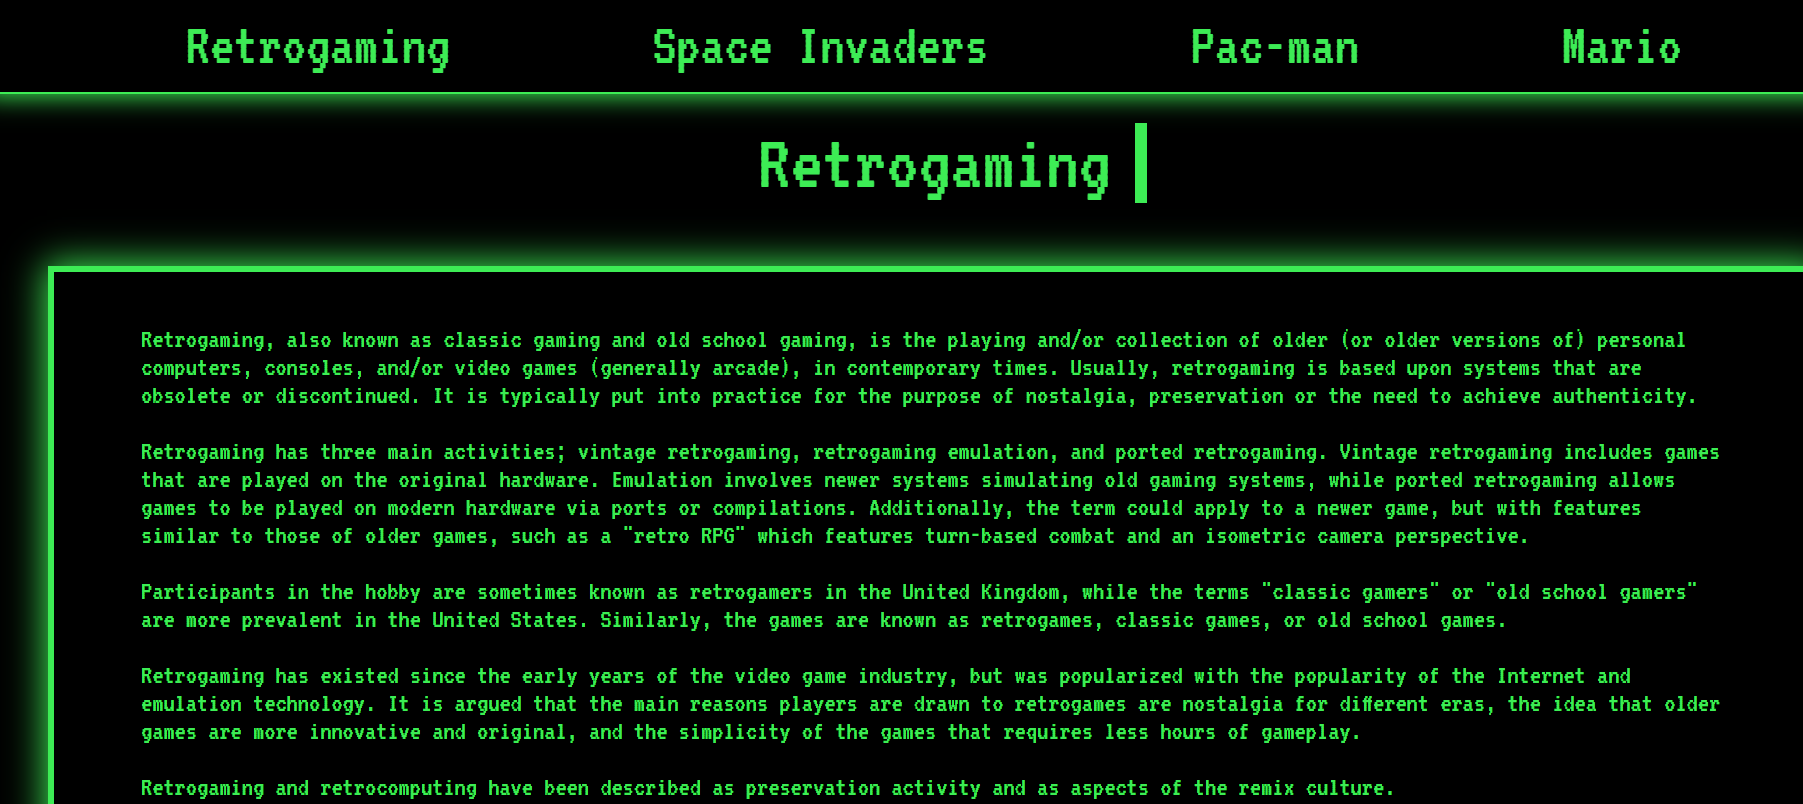 Retrogaming Space Invaders Pac-man Mario
Retrogaming
Retrogaming, also known as classic gaming and old school gaming, is the playing and/or collection of older (or older versions of) personal
computers, consoles, and/or video games (generally arcade), in contemporary times. Usually, retrogaming is based upon systems that are
obsolete or discontinued. It is typically put into practice for the purpose of nostalgia, preservation or the need to achieve authenticity.
Retrogaming has three main activities; vintage retrogaming, retrogaming emulation, and ported retrogaming. Vintage retrogaming includes games
that are played on the original hardware. Emulation involves newer systems simulating old gaming systems, while ported retrogaming allows
games to be played on modern hardware via ports or compilations. Additionally, the term could apply to a newer game, but with features
similar to those of older games, such as a "retro RPG" which features turn-based combat and an isometric camera perspective.
Participants in the hobby are sometimes known as retrogamers in the United Kingdom, while the terms "classic gamers" or "old school gamers"
are more prevalent in the United States. Similarly, the games are known as retrogames, classic games, or old school games.
Retrogaming has existed since the early years of the video game industry, but was popularized with the popularity of the Internet and
emulation technology. It is argued that the main reasons players are drawn to retrogames are nostalgia for different eras, the idea that older
games are more innovative and original, and the simplicity of the games that requires less hours of gameplay.
Retrogaming and retrocomputing have been described as preservation activity and as aspects of the remix culture.